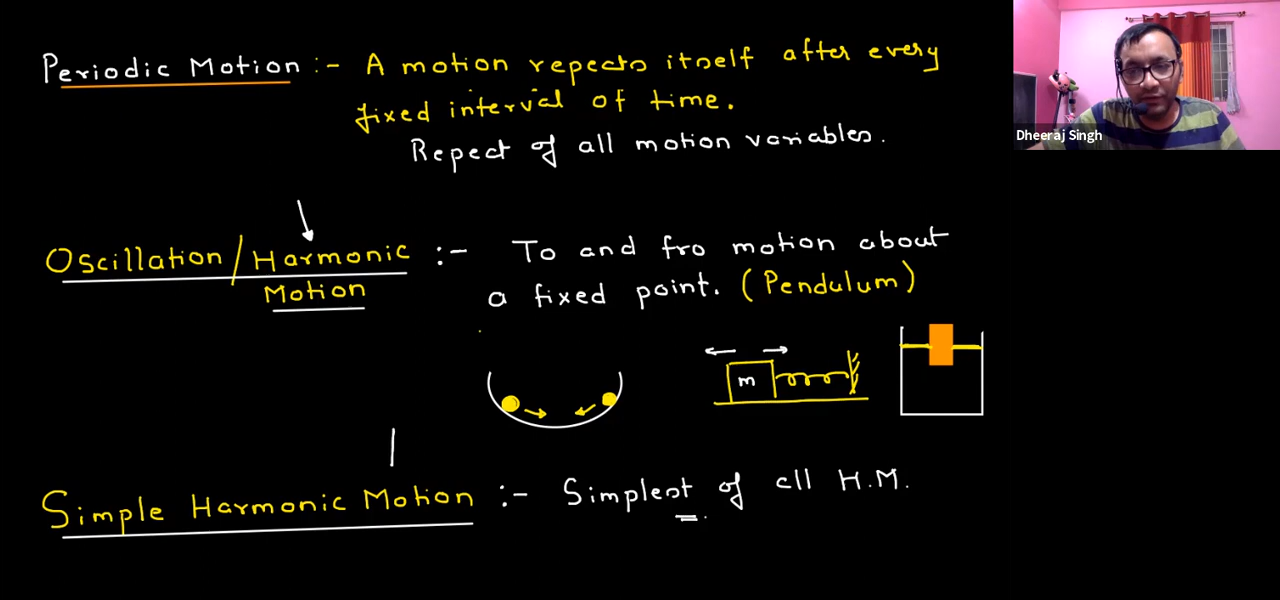 Periodic Motion :- A motion repeats itself after every
fixed interval of time.
Repeat of all motion variables.
Dheeraj Singh
Oscillation/Harmonic Motion :- To and fro motion about
a fixed point. (Pendulum)
m
Simple Harmonic Motion :- Simplest of all H.M.